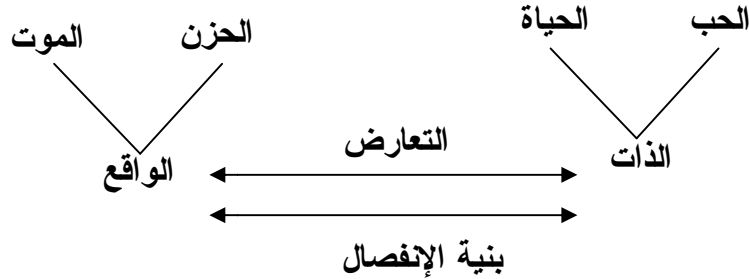 الحب الحياة الحزن الموت
التعارض
الذات الواقع
بنية الإنفصال